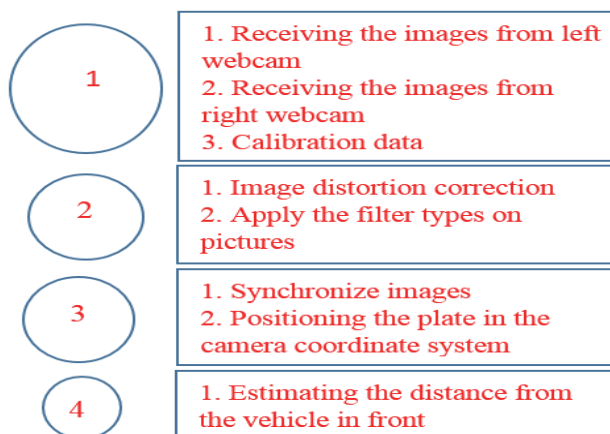 1
1. Receiving the images from left
webcam
2. Receiving the images from
right webcam
3. Calibration data
2
1. Image distortion correction
2. Apply the filter types on
pictures
3
1. Synchronize images
2. Positioning the plate in the
camera coordinate system
4
1. Estimating the distance from
the vehicle in front